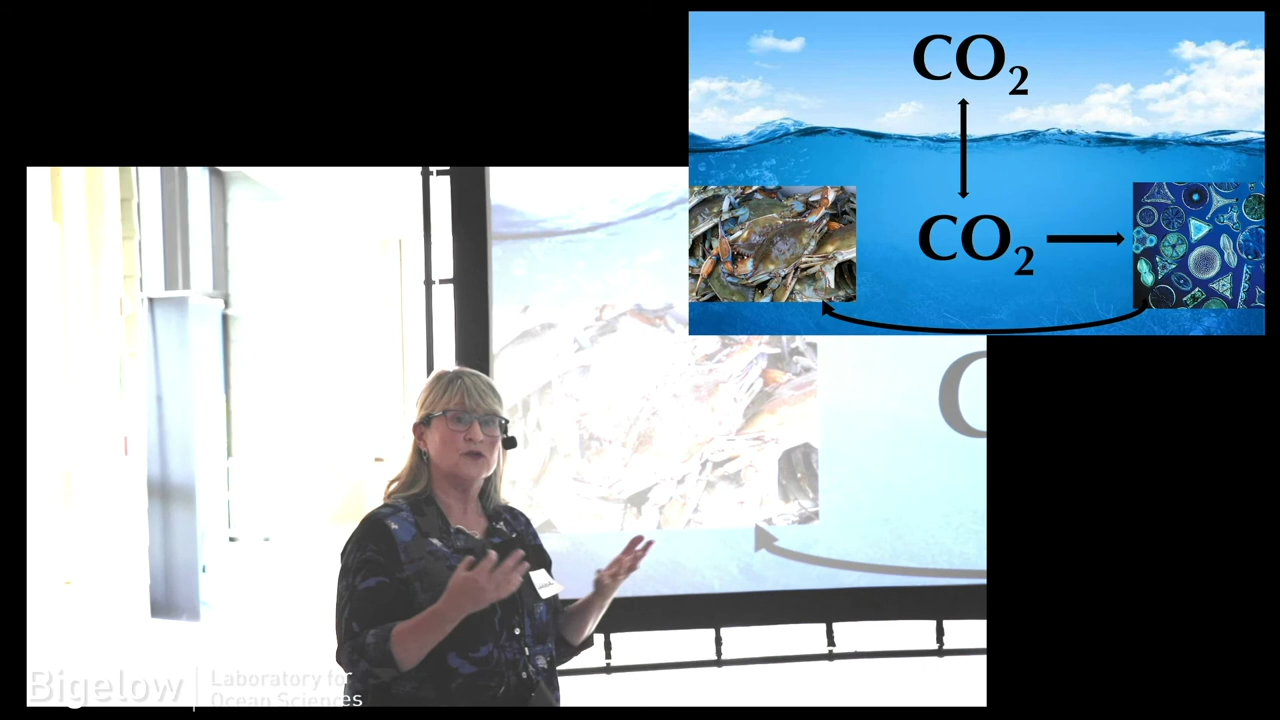 CO₂
CO₂
C
Bigelow | Laboratory for
Ocean Sciences